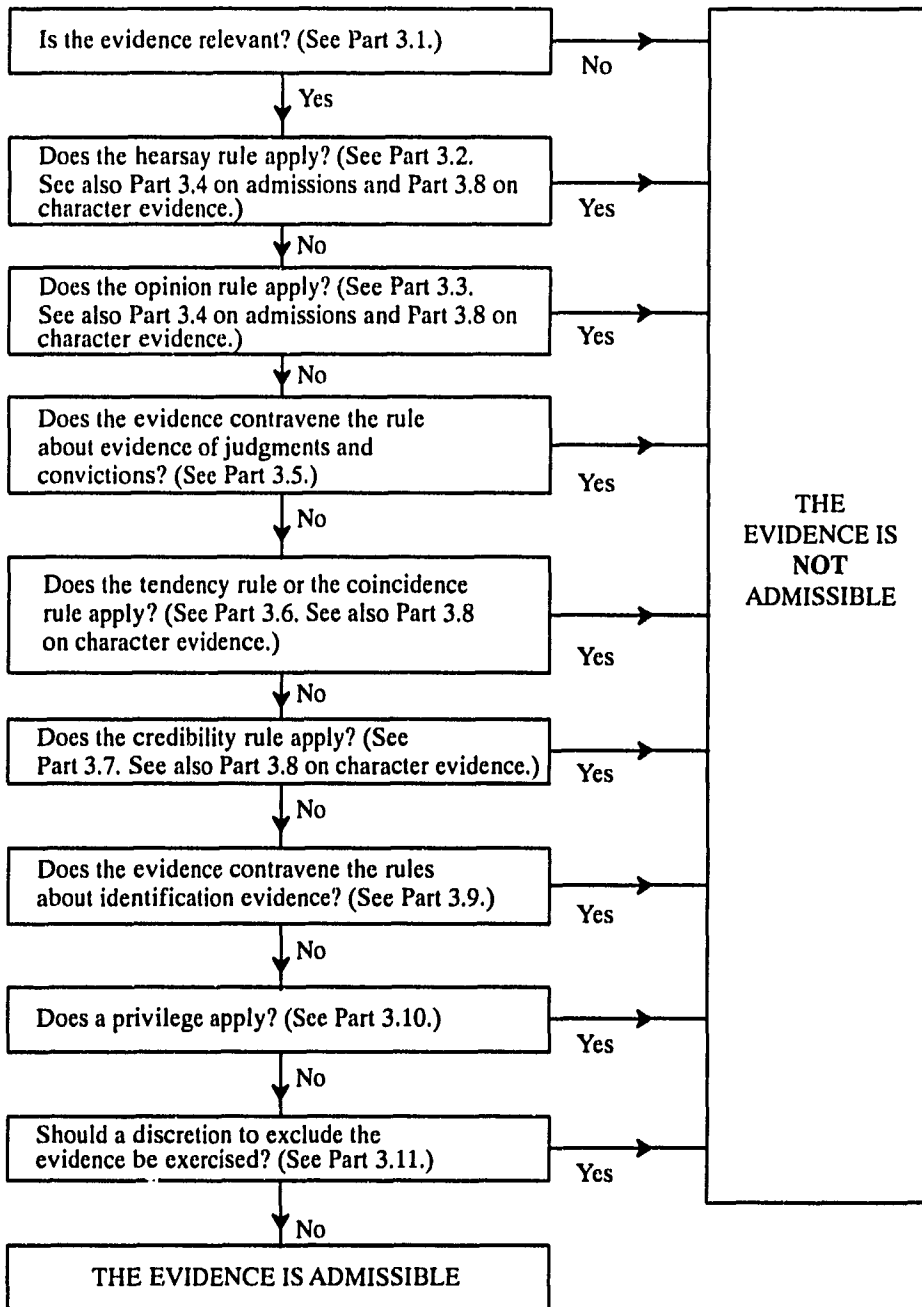 Is the evidence relevant? (See Part 3.1.)
No
Yes
Does the hearsay rule apply? (See Part 3.2.
See also Part 3.4 on admissions and Part 3.8 on
character evidence.)
Yes
No
Does the opinion rule apply? (See Part 3.3.
See also Part 3.4 on admissions and Part 3.8 on
character evidence.)
Yes
No
Does the evidence contravene the rule
about evidence of judgments and
convictions? (See Part 3.5.)
Yes
No
THE
EVIDENCE IS
NOT
ADMISSIBLE
Does the tendency rule or the coincidence
rule apply? (See Part 3.6. See also Part 3.8
on character evidence.)
Yes
No
Does the credibility rule apply? (See
Part 3.7. See also Part 3.8 on character evidence.)
Yes
No
Does the evidence contravene the rules
about identification evidence? (See Part 3.9.)
Yes
No
Does a privilege apply? (See Part 3.10.)
Yes
No
Should a discretion to exclude the
evidence be exercised? (See Part 3.11.)
Yes
No
THE EVIDENCE IS ADMISSIBLE